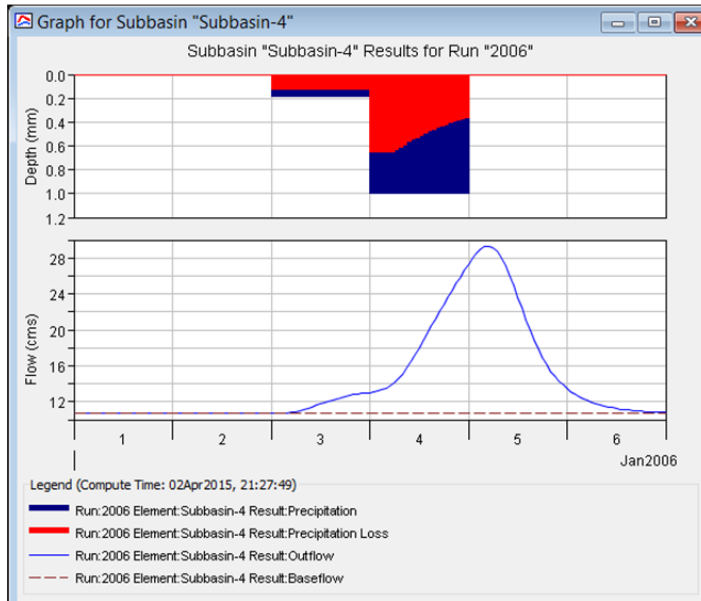 Graph for Subbasin "Subbasin-4"
Subbasin "Subbasin-4" Results for Run "2006"
0.0
0.2
0.4
0.6
0.8
1.0
1.2
Depth (mm)
28
24
20
16
12
Flow (cms)
1 2 3 4 5 6
Jan2006
Legend (Compute Time: 02Apr2015, 21:27:49)
Run:2006 Element:Subbasin-4 Result:Precipitation
Run:2006 Element:Subbasin-4 Result:Precipitation Loss
Run:2006 Element:Subbasin-4 Result:Outflow
Run:2006 Element:Subbasin-4 Result:Baseflow